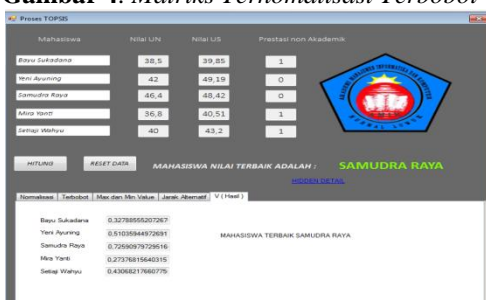 Gambar 4. Matriks Ternomalisasi Terbobot
Proses TOPSIS
Mahasiswa Nilai UN Nilai US Prestasi non Akademik
Bayu Sukadana 38,5 39,85 1
Yeni Ayuning 42 49,19 0
Samudra Raya 46,4 48,42 0
Mira Yanti 36,8 40,51 1
Setiaji Wahyu 40 43,2 1
HITUNG RESET DATA MAHASISWA NILAI TERBAIK ADALAH : SAMUDRA RAYA
HIDDEN DETAIL
Normalisasi Terbobot Max dan Min Value Jarak Alternatif V ( Hasil )
Bayu Sukadana 0,32788555207267
Yeni Ayuning 0,51035944972691
MAHASISWA TERBAIK SAMUDRA RAYA
Samudra Raya 0,72590979729516
Mira Yanti 0,27376815640315
Setiaji Wahyu 0,43068217660775